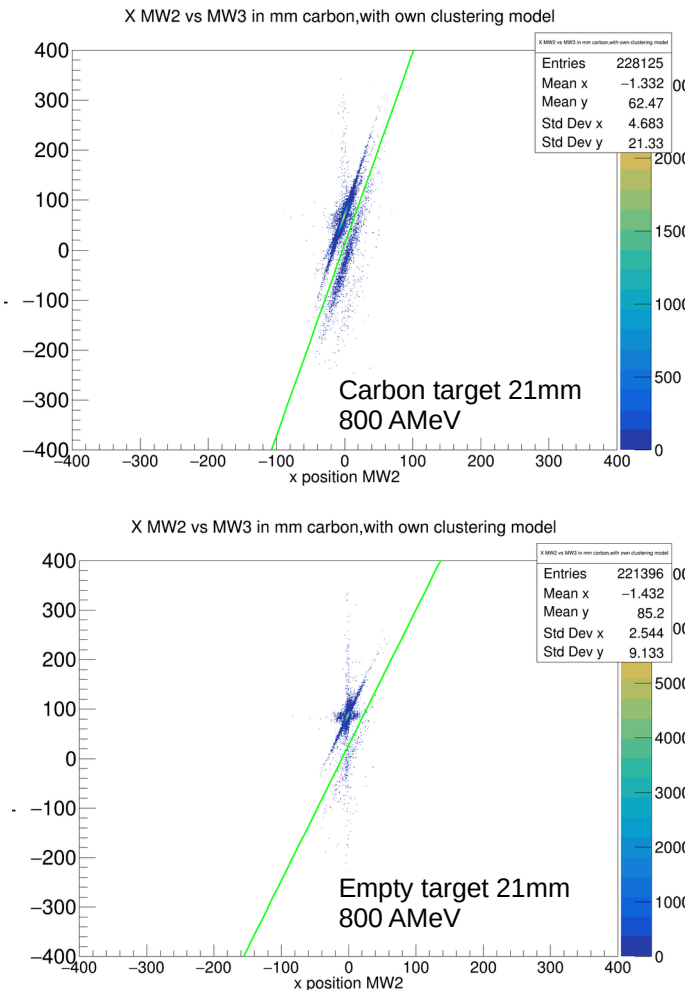 X MW2 vs MW3 in mm carbon,with own clustering model
X MW2 vs MW3 in mm carbon,with own clustering model
Entries 228125
Mean x −1.332
Mean y 62.47
Std Dev x 4.683
Std Dev y 21.33
400
300
200
100
0
−100
−200
−300
−400
00
2000
1500
1000
500
0
Carbon target 21mm
800 AMeV
−400 −300 −200 −100 0 100 200 300 400
x position MW2
X MW2 vs MW3 in mm carbon,with own clustering model
X MW2 vs MW3 in mm carbon,with own clustering model
Entries 221396
Mean x −1.432
Mean y 85.2
Std Dev x 2.544
Std Dev y 9.133
400
300
200
100
0
−100
−200
−300
−400
00
00
5000
4000
3000
2000
1000
0
Empty target 21mm
800 AMeV
−400 −300 −200 −100 0 100 200 300 400
x position MW2